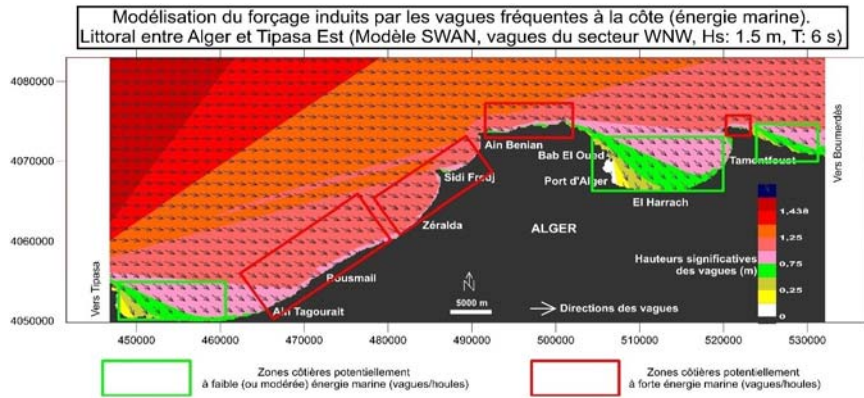 Modélisation du forçage induits par les vagues fréquentes à la côte (énergie marine).
Littoral entre Alger et Tipasa Est (Modèle SWAN, vagues du secteur WNW, Hs: 1.5 m, T: 6 s)
4080000
4070000
4060000
4050000
Vers Tipasa
Vers Boumerdès
Ain Benian
Bab El Oued
Sidi Fredj
Port d'Alger
Tamentfoust
El Harrach
Zéralda
ALGER
Bousmail
Ain Tagourait
N
5000 m
Directions des vagues
Hauteurs significatives
des vagues (m)
1,438
1,25
0,75
0,25
0
450000 460000 470000 480000 490000 500000 510000 520000 530000
Zones côtières potentiellement
à faible (ou modérée) énergie marine (vagues/houles)
Zones côtières potentiellement
à forte énergie marine (vagues/houles)